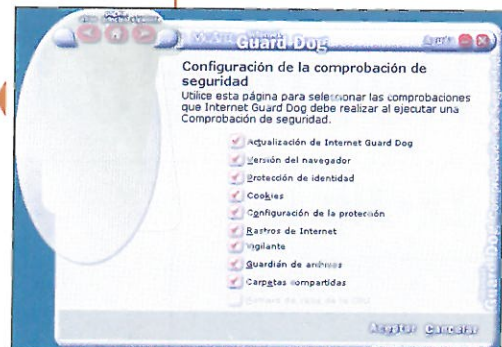 Guard Dog
Ayuda
Configuración de la comprobación de
seguridad
Utilice esta página para seleccionar las comprobaciones
que Internet Guard Dog debe realizar al ejecutar una
Comprobación de seguridad.
Actualización de Internet Guard Dog
Versión del navegador
Protección de identidad
Cookies
Configuración de la protección
Rastros de Internet
Vigilante
Guardián de archivos
Carpetas compartidas
Aceptar Cancelar